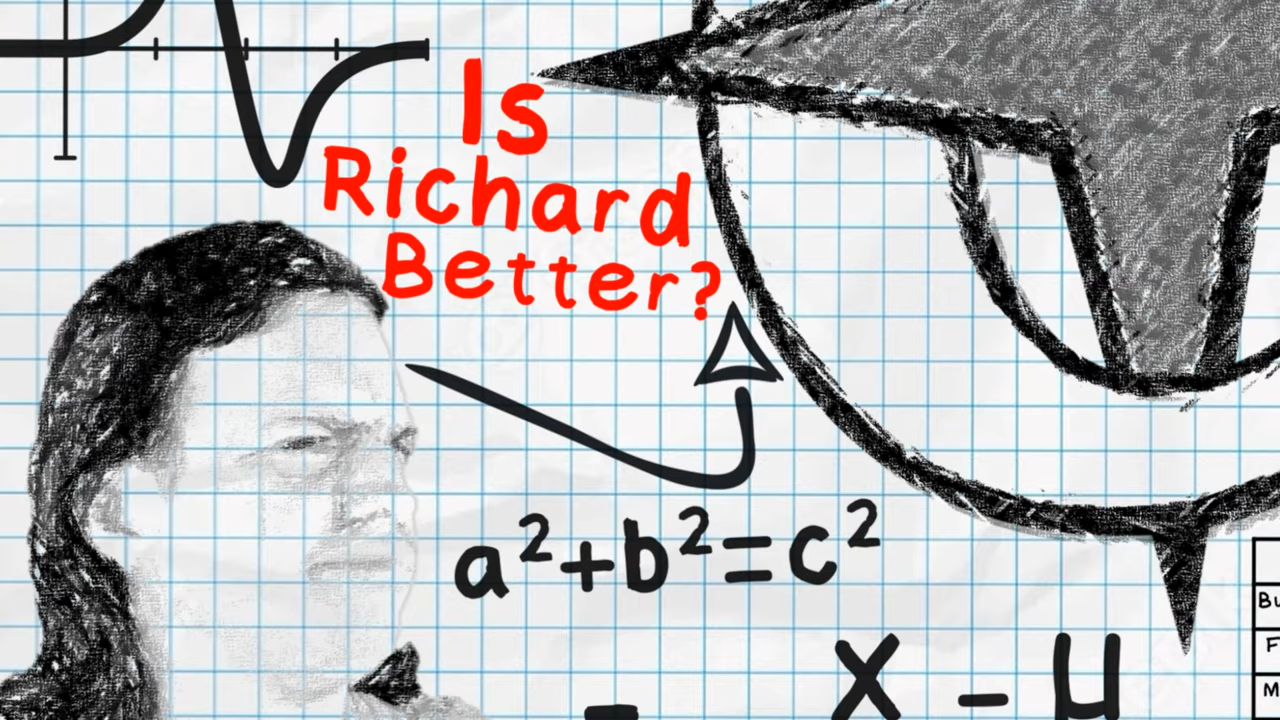 Is
Richard
Better?
a²+b²=c²
x - μ